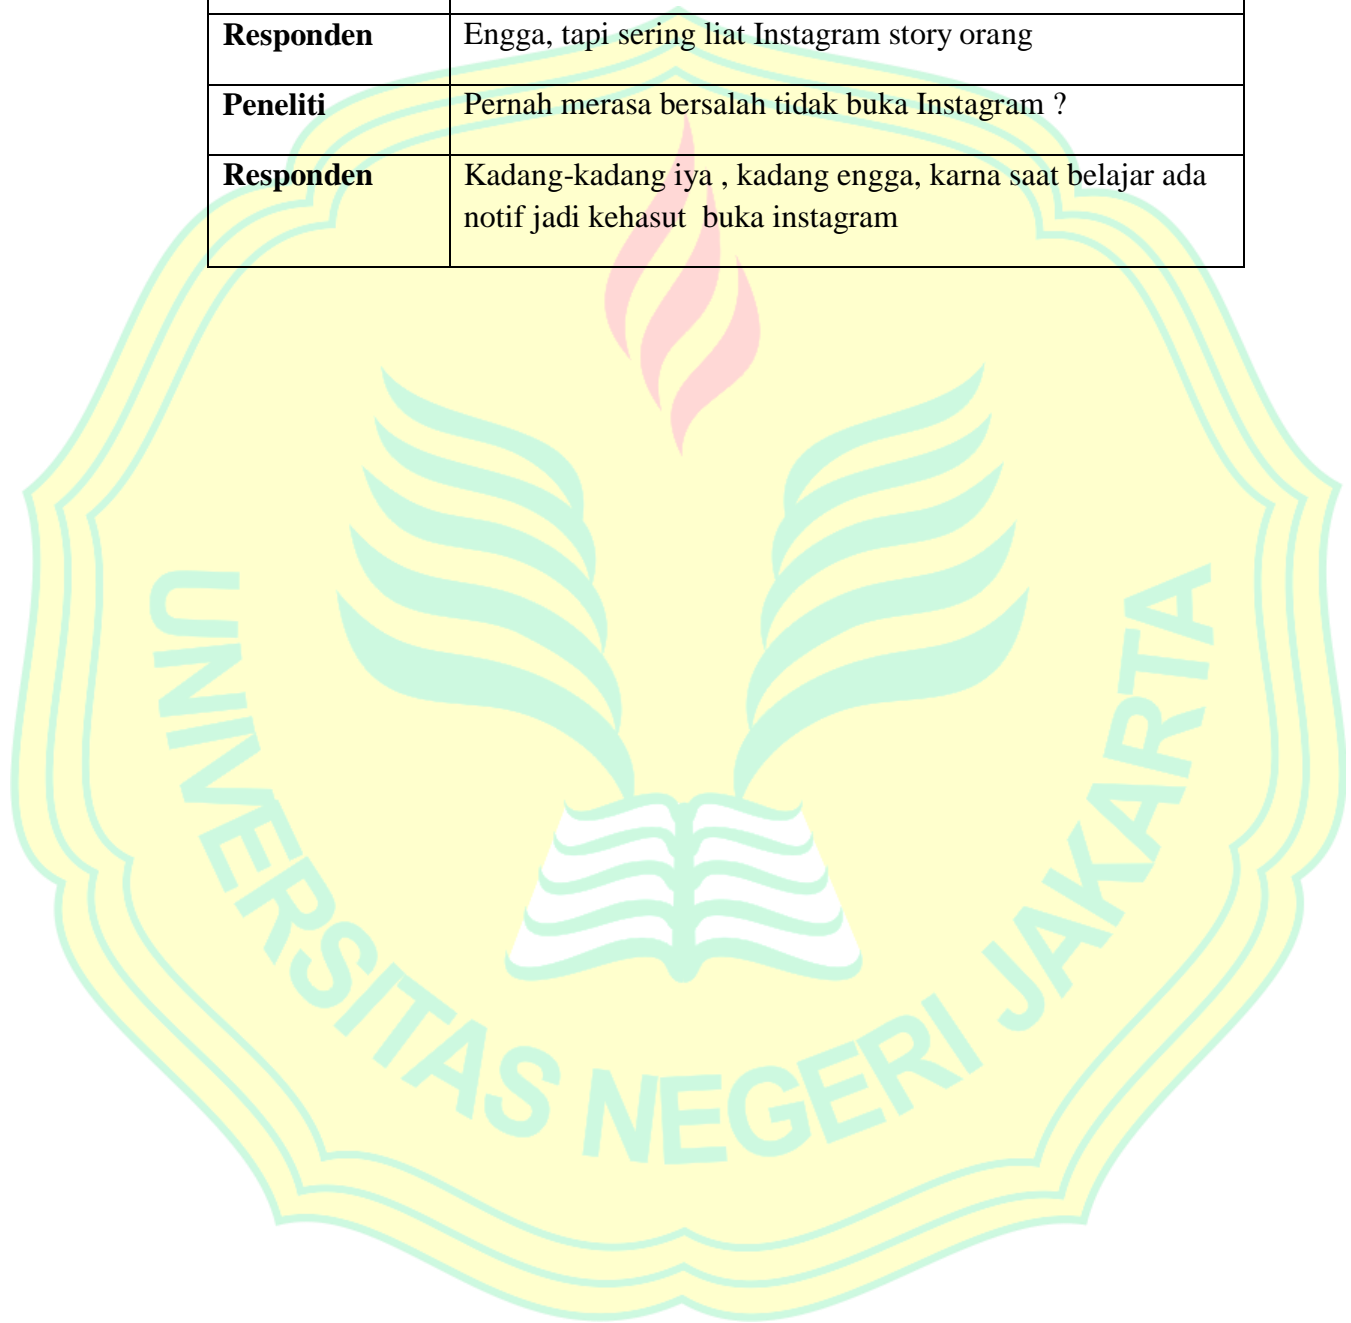 Responden Engga, tapi sering liat Instagram story orang
Peneliti Pernah merasa bersalah tidak buka Instagram ?
Responden Kadang-kadang iya , kadang engga, karna saat belajar ada
notif jadi kehasut  buka instagram
UNIVERSITAS NEGERI JAKARTA